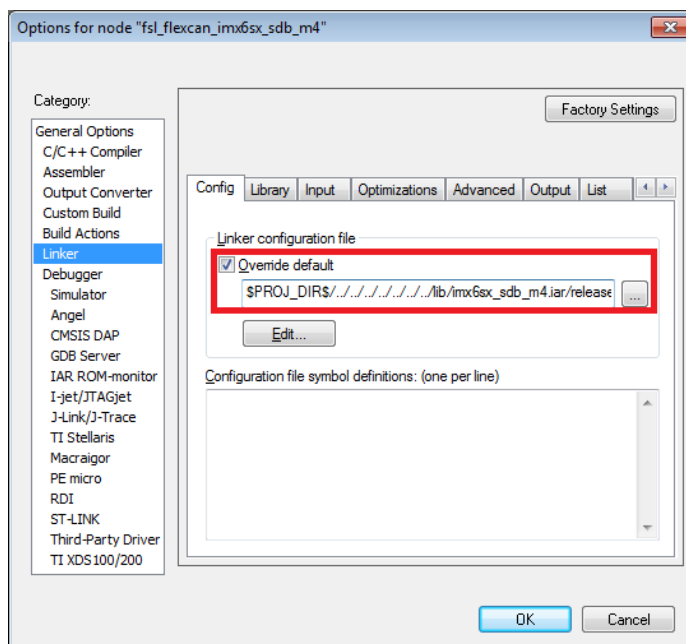 Options for node "fsl_flexcan_imx6sx_sdb_m4"
Category:
General Options
C/C++ Compiler
Assembler
Output Converter
Custom Build
Build Actions
Linker
Debugger
Simulator
Angel
CMSIS DAP
GDB Server
IAR ROM-monitor
I-jet/JTAGjet
J-Link/J-Trace
TI Stellaris
Macraigor
PE micro
RDI
ST-LINK
Third-Party Driver
TI XDS100/200
Factory Settings
Config Library Input Optimizations Advanced Output List
Linker configuration file
Override default
$PROJ_DIR$/../../../../../../../lib/imx6sx_sdb_m4.iar/release ...
Edit...
Configuration file symbol definitions: (one per line)
OK Cancel